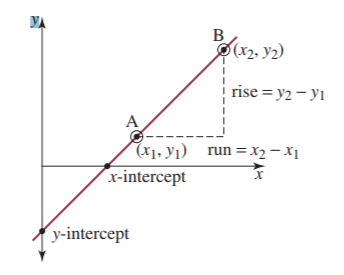 y
B
(x₂, y₂)
rise = y₂ − y₁
A
(x₁, y₁) run = x₂ − x₁
x-intercept x
y-intercept